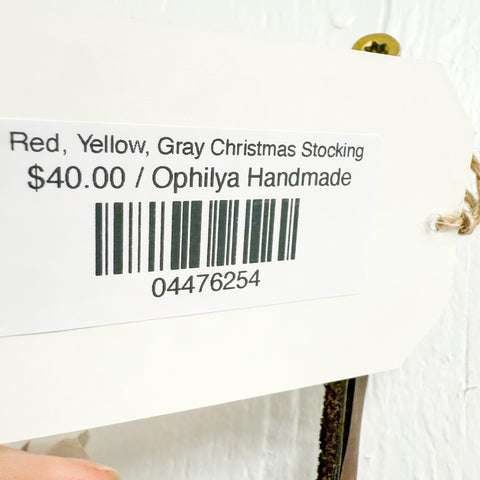 Red, Yellow, Gray Christmas Stocking
$40.00 / Ophilya Handmade
04476254